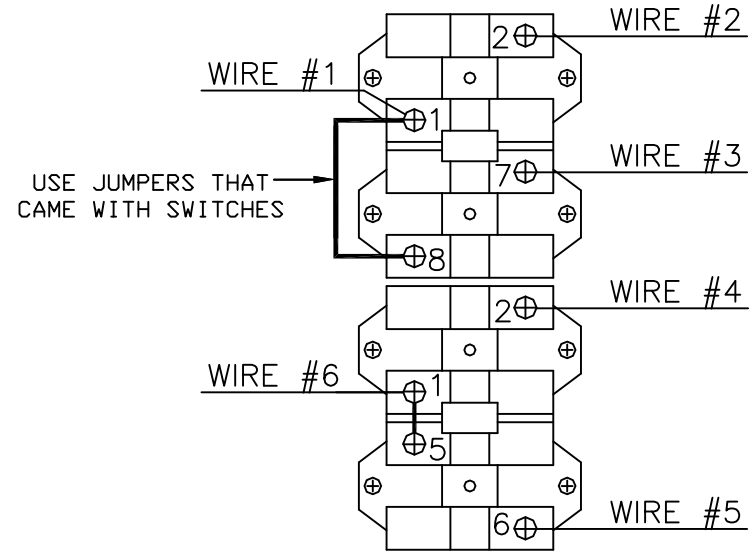 WIRE #2
2
WIRE #1
1
WIRE #3
7
USE JUMPERS THAT
CAME WITH SWITCHES
8
WIRE #4
2
WIRE #6
1
5
WIRE #5
6